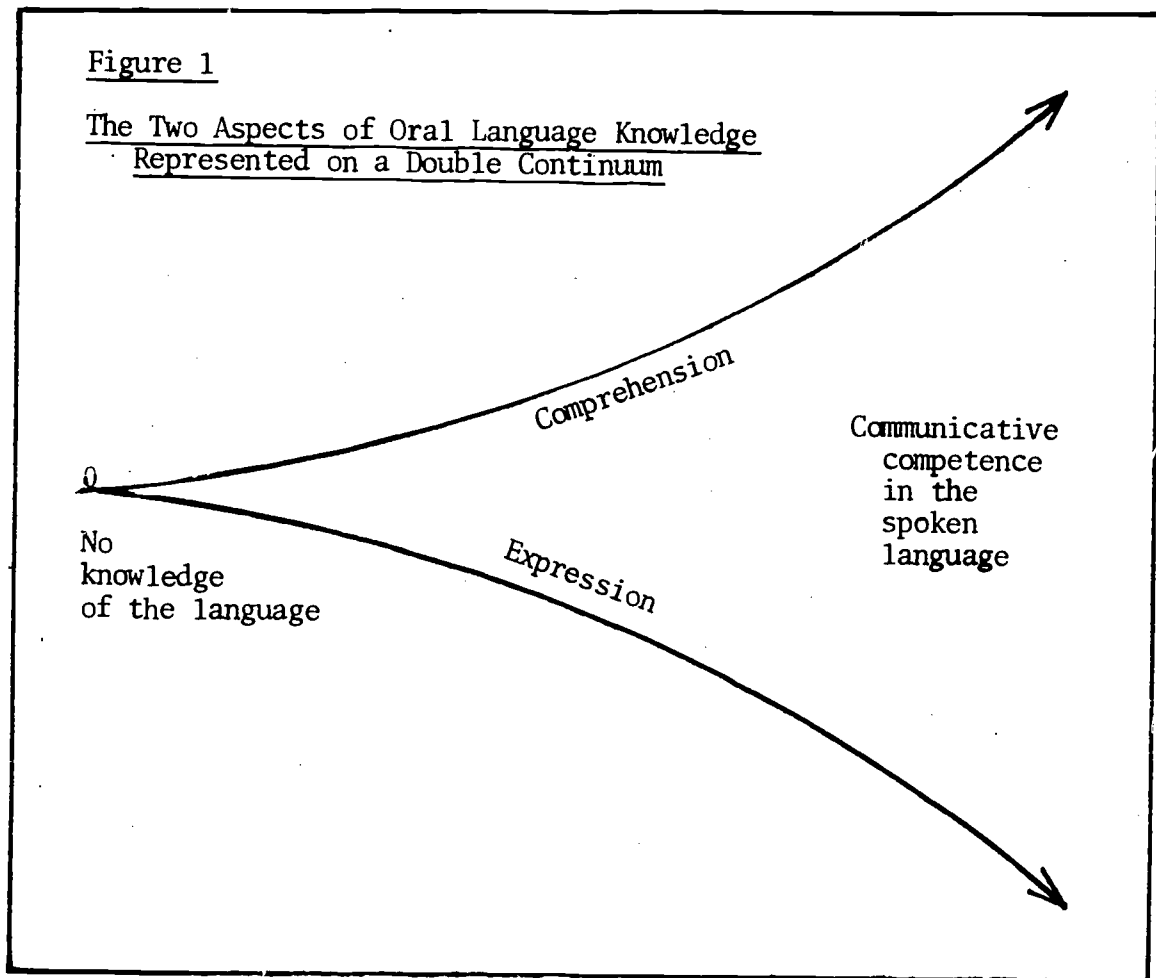 Figure 1
The Two Aspects of Oral Language Knowledge
Represented on a Double Continuum
Comprehension
Communicative
competence
in the
spoken
language
0
No
knowledge
of the language
Expression